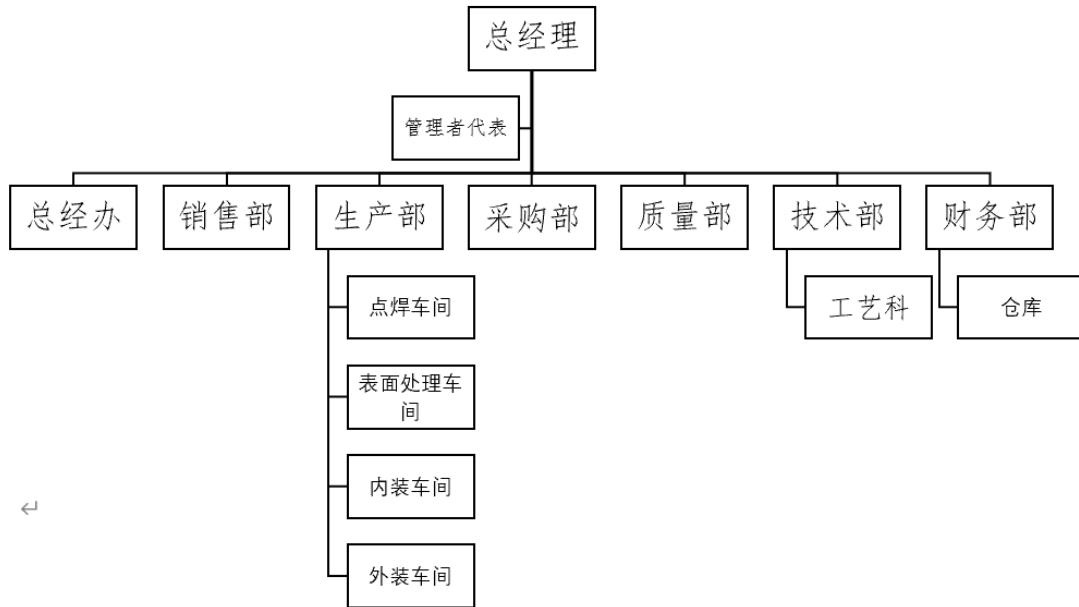 总经理
管理者代表
总经办
销售部
生产部
采购部
质量部
技术部
财务部
点焊车间
工艺科
仓库
表面处理车
间
内装车间
外装车间